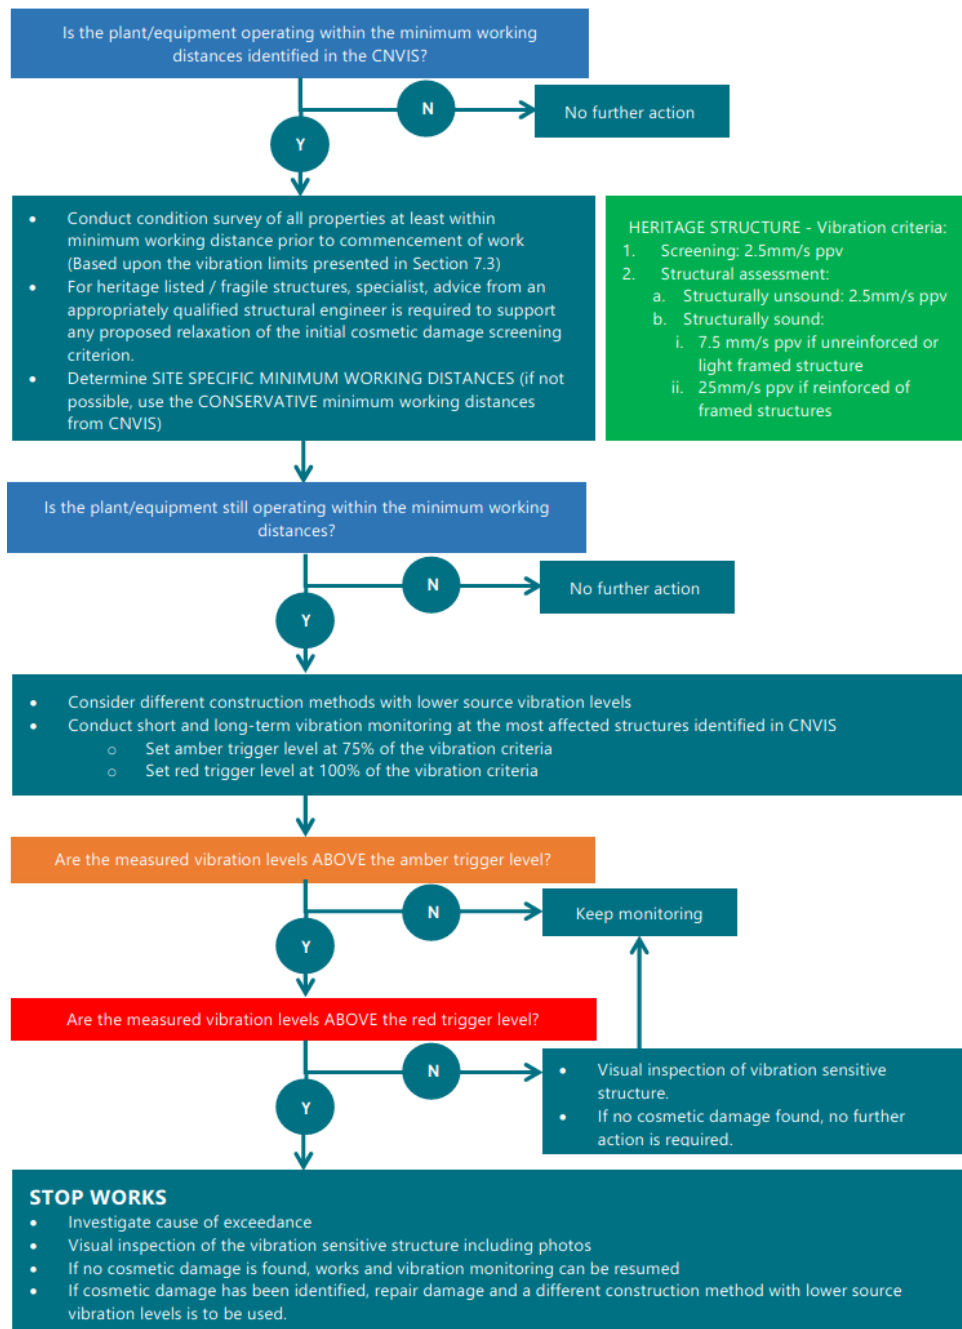 Is the plant/equipment operating within the minimum working
distances identified in the CNVIS?
N
No further action
Y
• Conduct condition survey of all properties at least within
minimum working distance prior to commencement of work
(Based upon the vibration limits presented in Section 7.3)
• For heritage listed / fragile structures, specialist, advice from an
appropriately qualified structural engineer is required to support
any proposed relaxation of the initial cosmetic damage screening
criterion.
• Determine SITE SPECIFIC MINIMUM WORKING DISTANCES (if not
possible, use the CONSERVATIVE minimum working distances
from CNVIS)
HERITAGE STRUCTURE - Vibration criteria:
1. Screening: 2.5mm/s ppv
2. Structural assessment:
a. Structurally unsound: 2.5mm/s ppv
b. Structurally sound:
i. 7.5 mm/s ppv if unreinforced or
light framed structure
ii. 25mm/s ppv if reinforced of
framed structures
Is the plant/equipment still operating within the minimum working
distances?
N
No further action
Y
• Consider different construction methods with lower source vibration levels
• Conduct short and long-term vibration monitoring at the most affected structures identified in CNVIS
o Set amber trigger level at 75% of the vibration criteria
o Set red trigger level at 100% of the vibration criteria
Are the measured vibration levels ABOVE the amber trigger level?
N
Keep monitoring
Y
Are the measured vibration levels ABOVE the red trigger level?
N
• Visual inspection of vibration sensitive
structure.
• If no cosmetic damage found, no further
action is required.
Y
STOP WORKS
• Investigate cause of exceedance
• Visual inspection of the vibration sensitive structure including photos
• If no cosmetic damage is found, works and vibration monitoring can be resumed
• If cosmetic damage has been identified, repair damage and a different construction method with lower source
vibration levels is to be used.